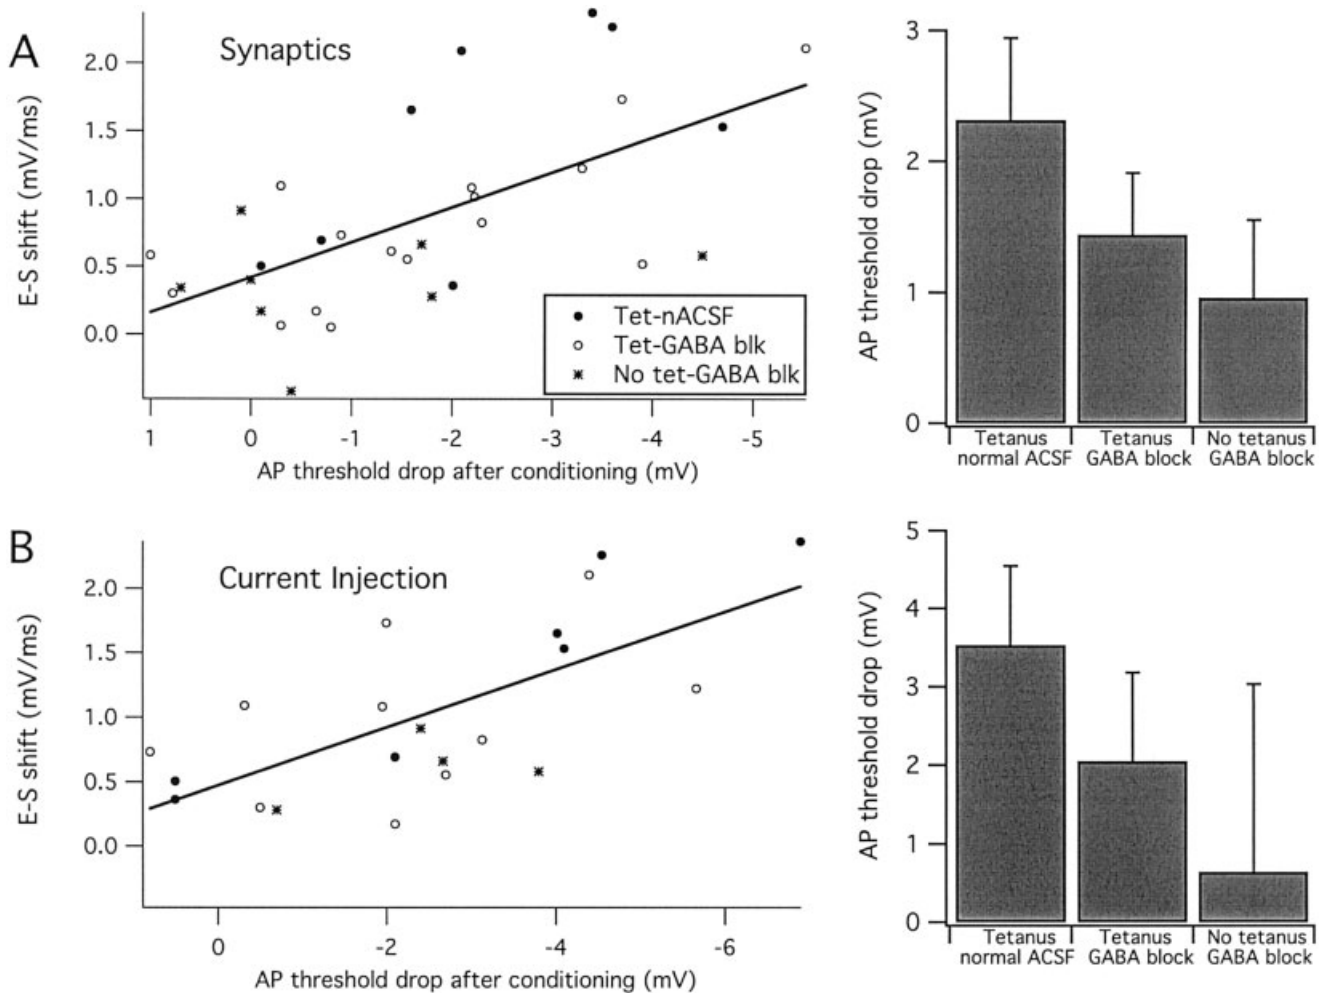 A
Synaptics
E-S shift (mV/ms)
2.0
1.5
1.0
0.5
0.0
Tet-nACSF
Tet-GABA blk
No tet-GABA blk
1 0 -1 -2 -3 -4 -5
AP threshold drop after conditioning (mV)
AP threshold drop (mV)
3
2
1
0
Tetanus Tetanus No tetanus
normal ACSF GABA block GABA block
B
Current Injection
E-S shift (mV/ms)
2.0
1.5
1.0
0.5
0.0
0 -2 -4 -6
AP threshold drop after conditioning (mV)
AP threshold drop (mV)
5
4
3
2
1
0
Tetanus Tetanus No tetanus
normal ACSF GABA block GABA block